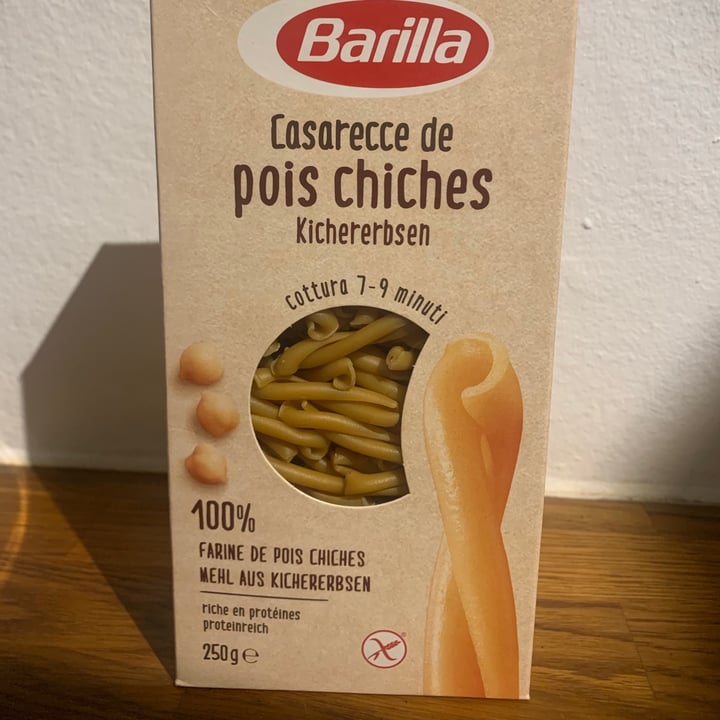 Barilla
Casarecce de
pois chiches
Kichererbsen
cottura 7-9 minuti
100%
FARINE DE POIS CHICHES
MEHL AUS KICHERERBSEN
riche en protéines
proteinreich
250g e